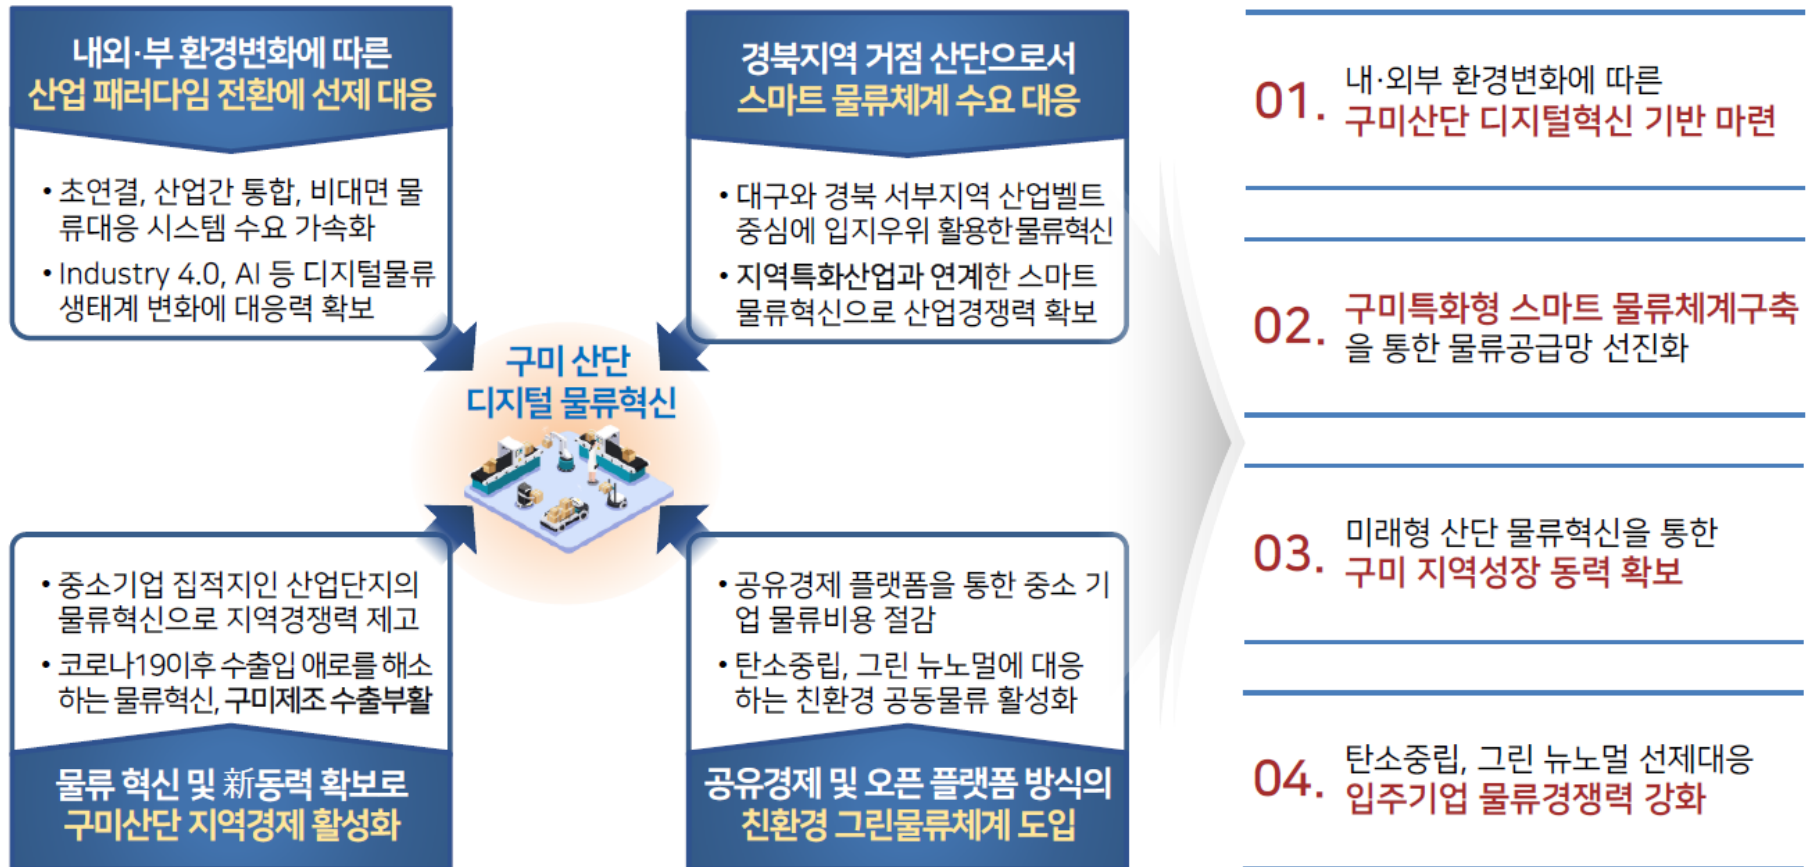 내외·부 환경변화에 따른
산업 패러다임 전환에 선제 대응
• 초연결, 산업간 통합, 비대면 물
류대응 시스템 수요 가속화
• Industry 4.0, AI 등 디지털물류
생태계 변화에 대응력 확보
경북지역 거점 산단으로서
스마트 물류체계 수요 대응
• 대구와 경북 서부지역 산업벨트
중심에 입지우위 활용한 물류혁신
• 지역특화산업과 연계한 스마트
물류혁신으로 산업경쟁력 확보
구미 산단
디지털 물류혁신
• 중소기업 집적지인 산업단지의
물류혁신으로 지역경쟁력 제고
• 코로나19이후 수출입 애로를 해소
하는 물류혁신, 구미제조 수출부활
물류 혁신 및 新동력 확보로
구미산단 지역경제 활성화
• 공유경제 플랫폼을 통한 중소 기
업 물류비용 절감
• 탄소중립, 그린 뉴노멀에 대응
하는 친환경 공동물류 활성화
공유경제 및 오픈 플랫폼 방식의
친환경 그린물류체계 도입
01. 내·외부 환경변화에 따른
구미산단 디지털혁신 기반 마련
02. 구미특화형 스마트 물류체계구축
을 통한 물류공급망 선진화
03. 미래형 산단 물류혁신을 통한
구미 지역성장 동력 확보
04. 탄소중립, 그린 뉴노멀 선제대응
입주기업 물류경쟁력 강화